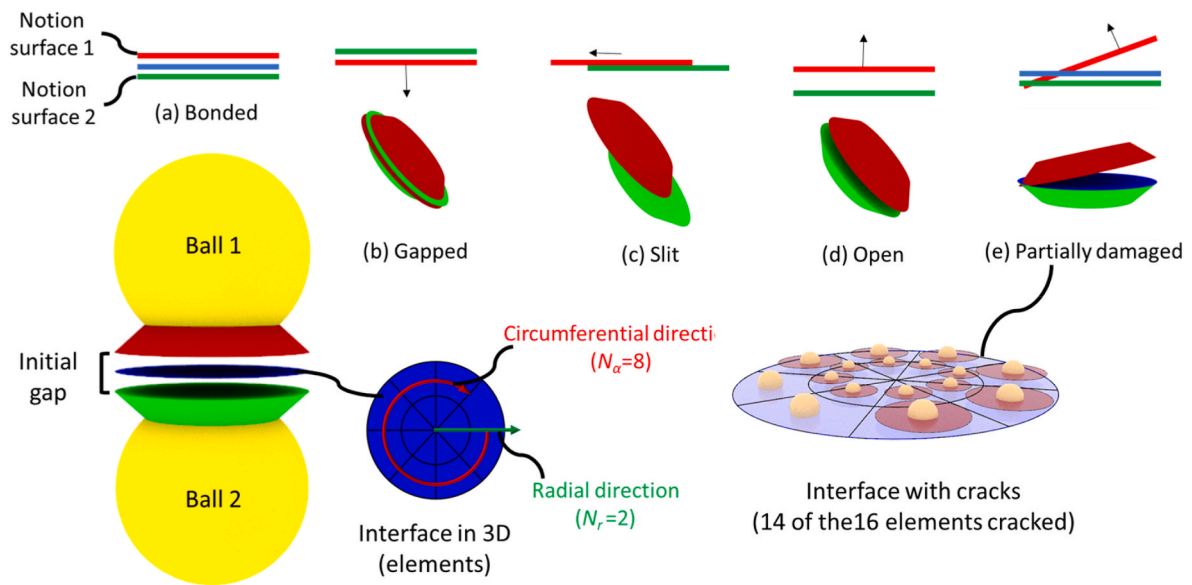 Notion
surface 1
Notion
surface 2
(a) Bonded
(b) Gapped
(c) Slit
(d) Open
(e) Partially damaged
Ball 1
Initial
gap
Ball 2
Circumferential directi
(Nα=8)
Radial direction
(Nr=2)
Interface in 3D
(elements)
Interface with cracks
(14 of the16 elements cracked)